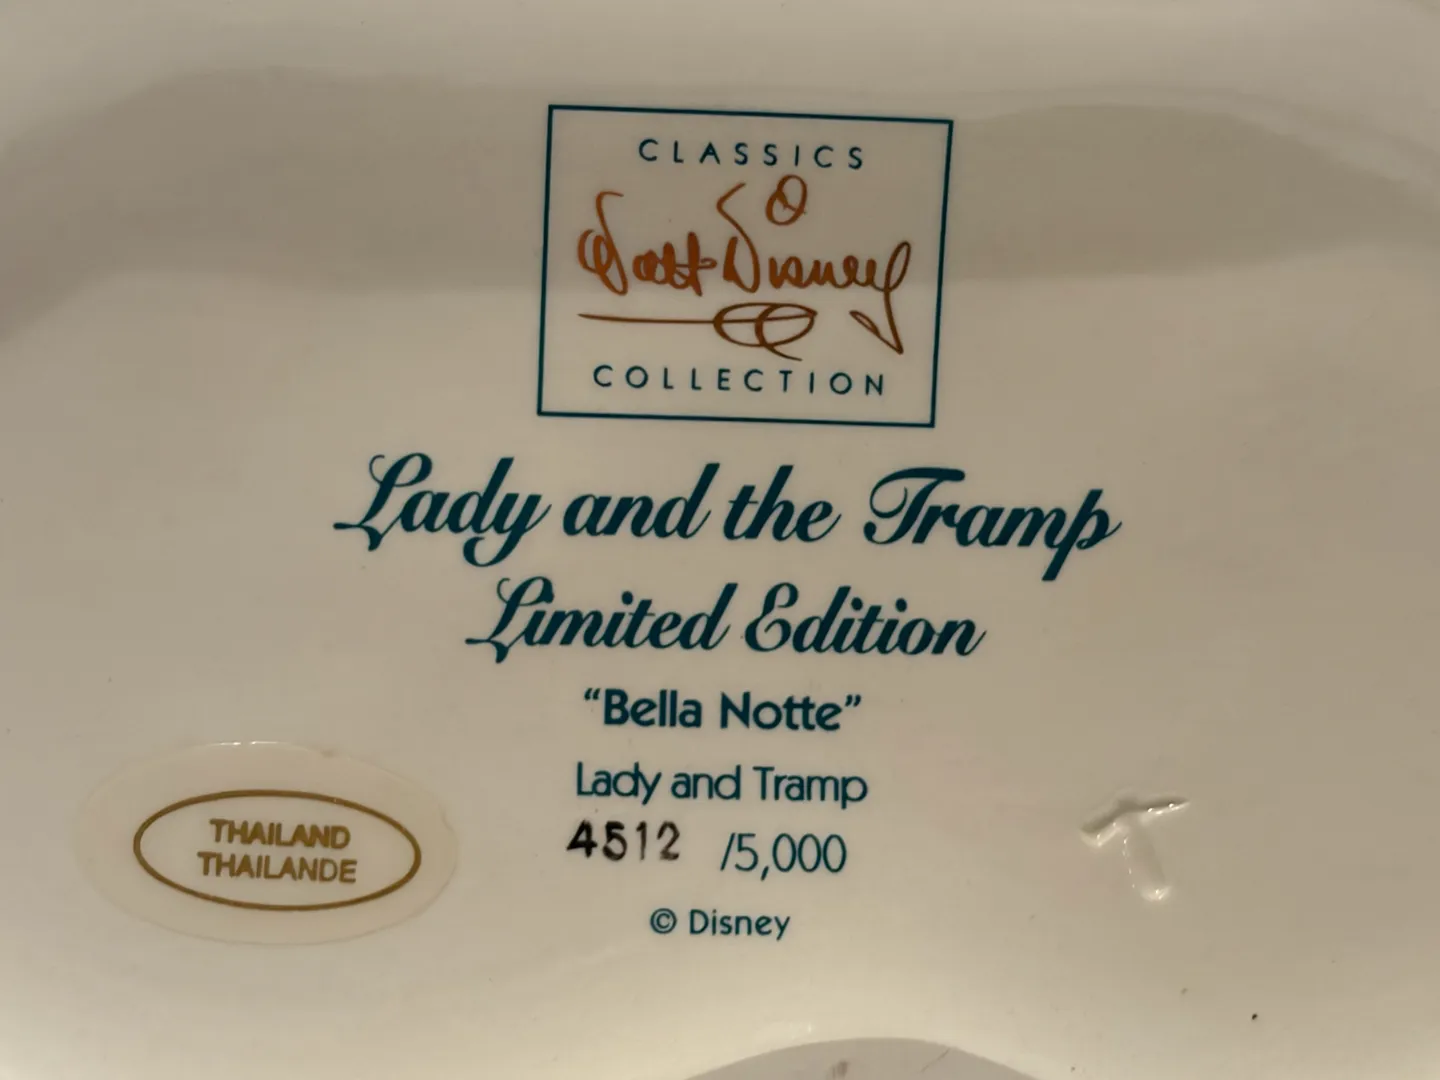 CLASSICS
Walt Disney
COLLECTION
Lady and the Tramp
Limited Edition
“Bella Notte”
Lady and Tramp
4512 /5,000
© Disney
THAILAND
THAILANDE
T